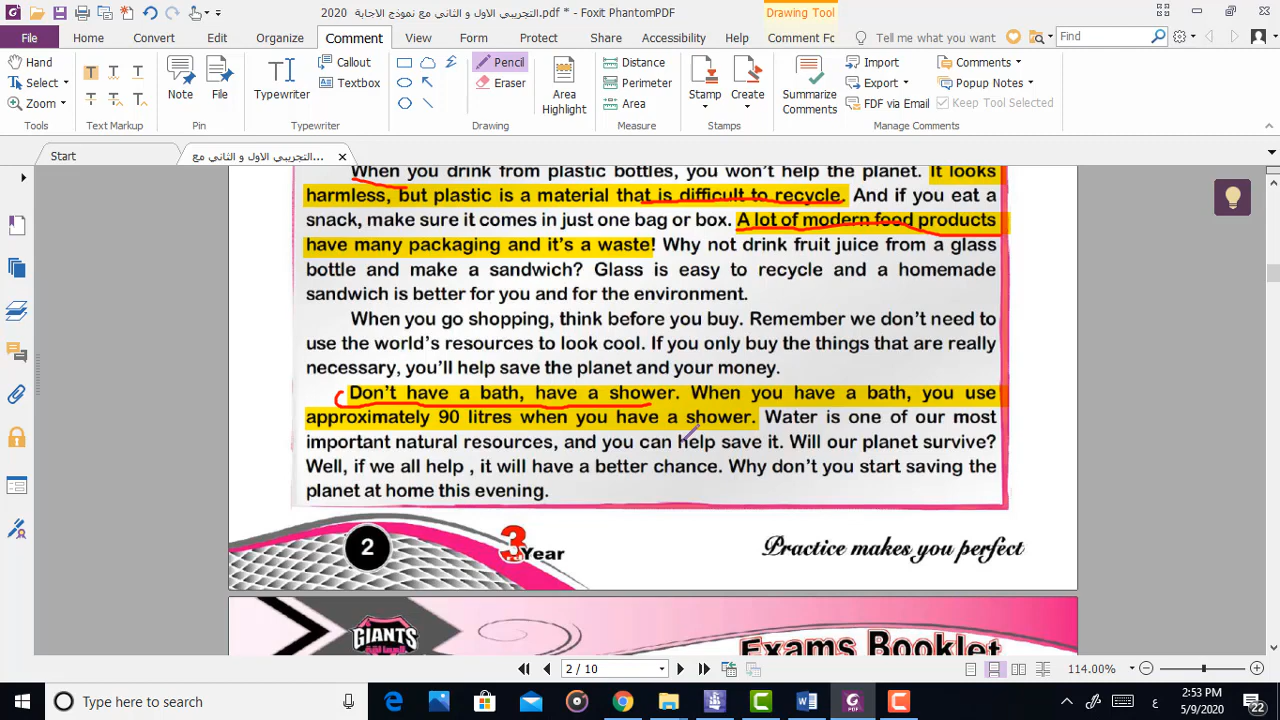 التجريبي الاول و الثاني مع نموذج الاجابة 2020.pdf * - Foxit PhantomPDF
Drawing Tool
File Home Convert Edit Organize Comment View Form Protect Share Accessibility Help Comment Fc Tell me what you want Find
Hand
Select
Zoom
Tools
Text Markup
Note File
Pin
Typewriter
Callout
Textbox
Typewriter
Pencil
Eraser
Area Highlight
Drawing
Distance
Perimeter
Area
Measure
Stamp Create
Stamps
Summarize Comments
Import
Export
FDF via Email
Comments
Popup Notes
Keep Tool Selected
Manage Comments
Start
التجريبي الاول و الثاني مع...
When you drink from plastic bottles, you won't help the planet. It looks
harmless, but plastic is a material that is difficult to recycle. And if you eat a
snack, make sure it comes in just one bag or box. A lot of modern food products
have many packaging and it's a waste! Why not drink fruit juice from a glass
bottle and make a sandwich? Glass is easy to recycle and a homemade
sandwich is better for you and for the environment.
When you go shopping, think before you buy. Remember we don't need to
use the world's resources to look cool. If you only buy the things that are really
necessary, you'll help save the planet and your money.
Don't have a bath, have a shower. When you have a bath, you use
approximately 90 litres when you have a shower. Water is one of our most
important natural resources, and you can help save it. Will our planet survive?
Well, if we all help , it will have a better chance. Why don't you start saving the
planet at home this evening.
2
3 Year
Practice makes you perfect
GIANTS
العمالقة
Exams Booklet
2 / 10
114.00%
Type here to search
ع
2:53 PM
5/9/2020
22